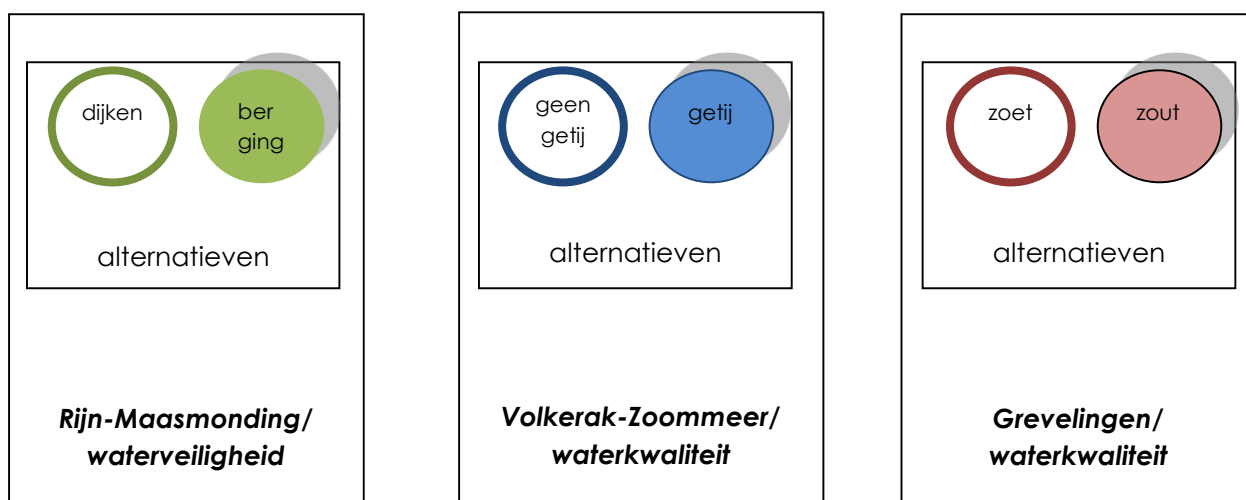 dijken
ber
ging
alternatieven
Rijn-Maasmonding/
waterveiligheid
geen
getij
getij
alternatieven
Volkerak-Zoommeer/
waterkwaliteit
zoet
zout
alternatieven
Grevelingen/
waterkwaliteit